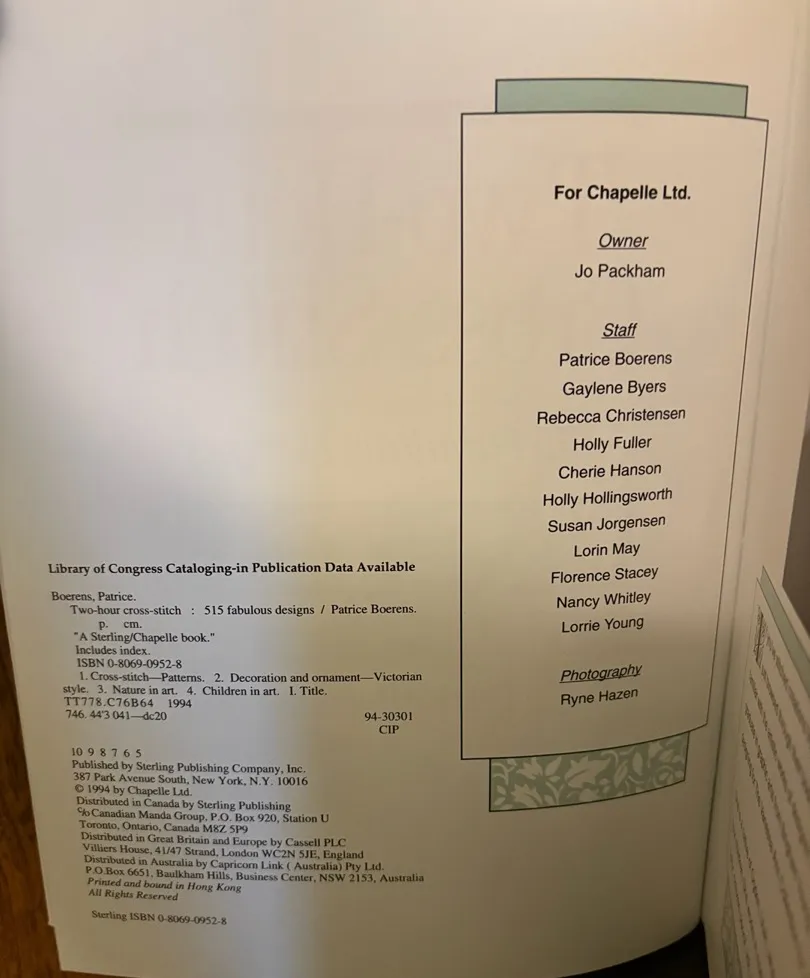 For Chapelle Ltd.
Owner
Jo Packham
Staff
Patrice Boerens
Gaylene Byers
Rebecca Christensen
Holly Fuller
Cherie Hanson
Holly Hollingsworth
Susan Jorgensen
Lorin May
Florence Stacey
Nancy Whitley
Lorrie Young
Photography
Ryne Hazen
Library of Congress Cataloging-in Publication Data Available
Boerens, Patrice.
Two-hour cross-stitch : 515 fabulous designs / Patrice Boerens.
p. cm.
"A Sterling/Chapelle book."
Includes index.
ISBN 0-8069-0952-8
1. Cross-stitch—Patterns. 2. Decoration and ornament—Victorian
style. 3. Nature in art. 4. Children in art. I. Title.
TT778.C76B64 1994
746. 44'3 041—dc20 94-30301
CIP
10 9 8 7 6 5
Published by Sterling Publishing Company, Inc.
387 Park Avenue South, New York, N.Y. 10016
© 1994 by Chapelle Ltd.
Distributed in Canada by Sterling Publishing
c/o Canadian Manda Group, P.O. Box 920, Station U
Toronto, Ontario, Canada M8Z 5P9
Distributed in Great Britain and Europe by Cassell PLC
Villiers House, 41/47 Strand, London WC2N 5JE, England
Distributed in Australia by Capricorn Link ( Australia) Pty Ltd.
P.O.Box 6651, Baulkham Hills, Business Center, NSW 2153, Australia
Printed and bound in Hong Kong
All Rights Reserved
Sterling ISBN 0-8069-0952-8